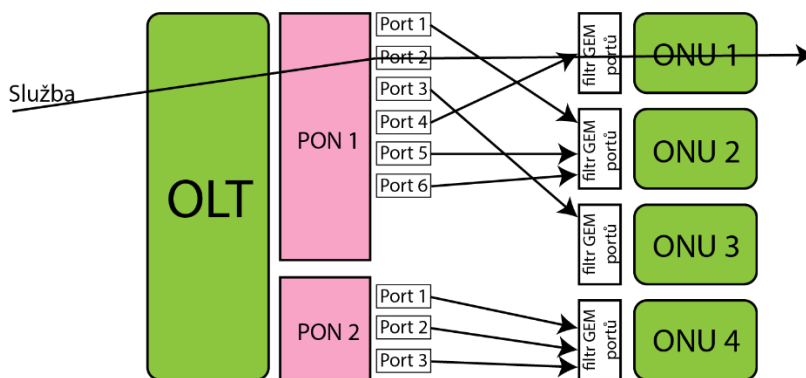 Služba
OLT
PON 1
Port 1
Port 2
Port 3
Port 4
Port 5
Port 6
PON 2
Port 1
Port 2
Port 3
filtr GEM
portů
ONU 1
filtr GEM
portů
ONU 2
filtr GEM
portů
ONU 3
filtr GEM
portů
ONU 4